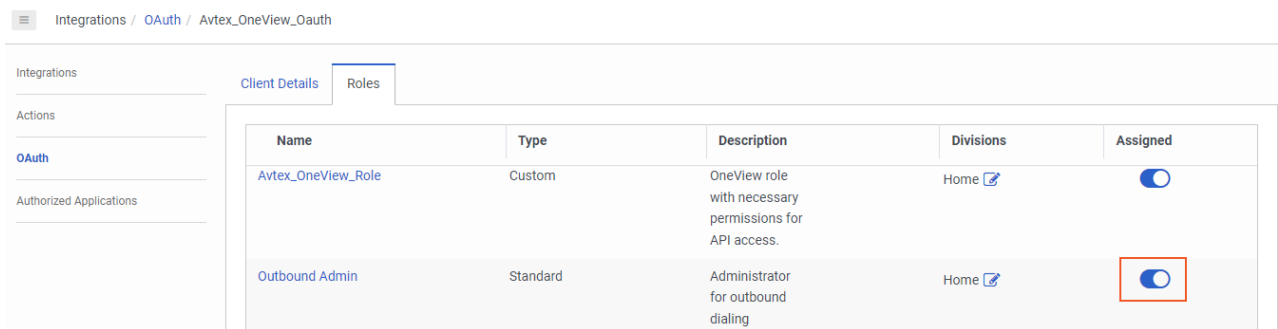 Integrations / OAuth / Avtex_OneView_Oauth
Integrations
Actions
OAuth
Authorized Applications
Client Details Roles
Name Type Description Divisions Assigned
Avtex_OneView_Role Custom OneView role Home
with necessary
permissions for
API access.
Outbound Admin Standard Administrator Home
for outbound
dialing